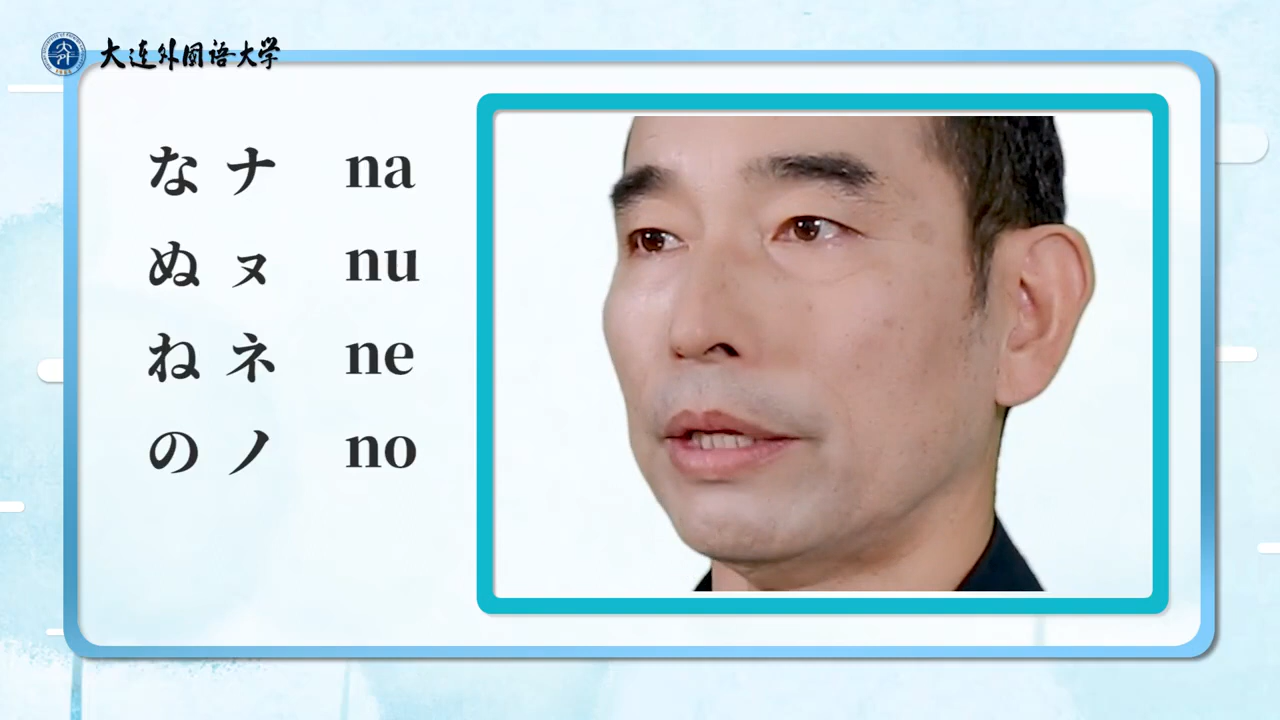 大连外国语大学
な ナ na
ぬ ヌ nu
ね ネ ne
の ノ no